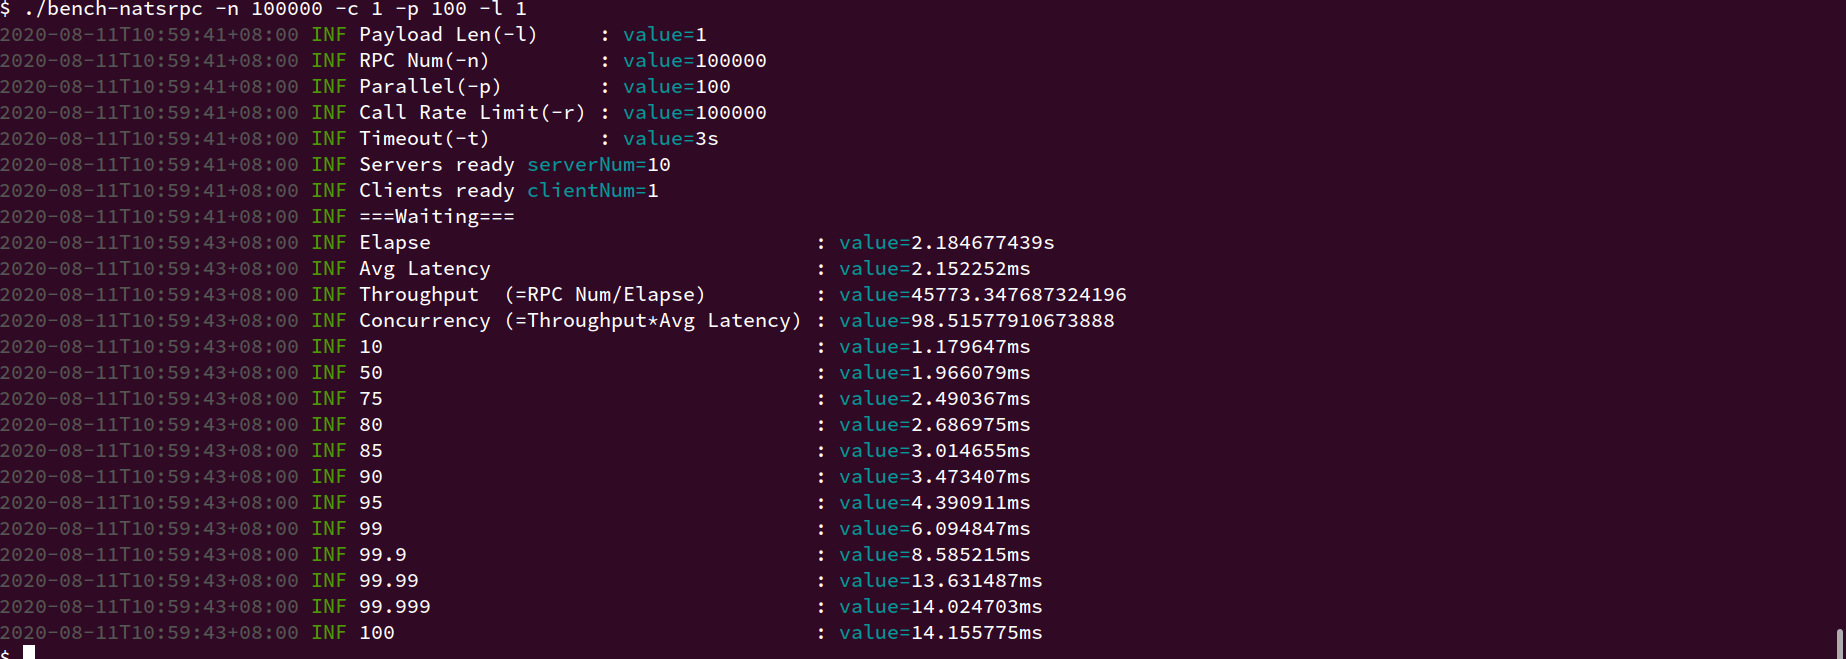 $ ./bench-natsrpc -n 100000 -c 1 -p 100 -l 1
2020-08-11T10:59:41+08:00 INF Payload Len(-l)     : value=1
2020-08-11T10:59:41+08:00 INF RPC Num(-n)         : value=100000
2020-08-11T10:59:41+08:00 INF Parallel(-p)        : value=100
2020-08-11T10:59:41+08:00 INF Call Rate Limit(-r) : value=100000
2020-08-11T10:59:41+08:00 INF Timeout(-t)         : value=3s
2020-08-11T10:59:41+08:00 INF Servers ready serverNum=10
2020-08-11T10:59:41+08:00 INF Clients ready clientNum=1
2020-08-11T10:59:41+08:00 INF ===Waiting===
2020-08-11T10:59:43+08:00 INF Elapse                                : value=2.184677439s
2020-08-11T10:59:43+08:00 INF Avg Latency                           : value=2.152252ms
2020-08-11T10:59:43+08:00 INF Throughput  (=RPC Num/Elapse)         : value=45773.347687324196
2020-08-11T10:59:43+08:00 INF Concurrency (=Throughput*Avg Latency) : value=98.51577910673888
2020-08-11T10:59:43+08:00 INF 10                                    : value=1.179647ms
2020-08-11T10:59:43+08:00 INF 50                                    : value=1.966079ms
2020-08-11T10:59:43+08:00 INF 75                                    : value=2.490367ms
2020-08-11T10:59:43+08:00 INF 80                                    : value=2.686975ms
2020-08-11T10:59:43+08:00 INF 85                                    : value=3.014655ms
2020-08-11T10:59:43+08:00 INF 90                                    : value=3.473407ms
2020-08-11T10:59:43+08:00 INF 95                                    : value=4.390911ms
2020-08-11T10:59:43+08:00 INF 99                                    : value=6.094847ms
2020-08-11T10:59:43+08:00 INF 99.9                                  : value=8.585215ms
2020-08-11T10:59:43+08:00 INF 99.99                                 : value=13.631487ms
2020-08-11T10:59:43+08:00 INF 99.999                                : value=14.024703ms
2020-08-11T10:59:43+08:00 INF 100                                   : value=14.155775ms
$